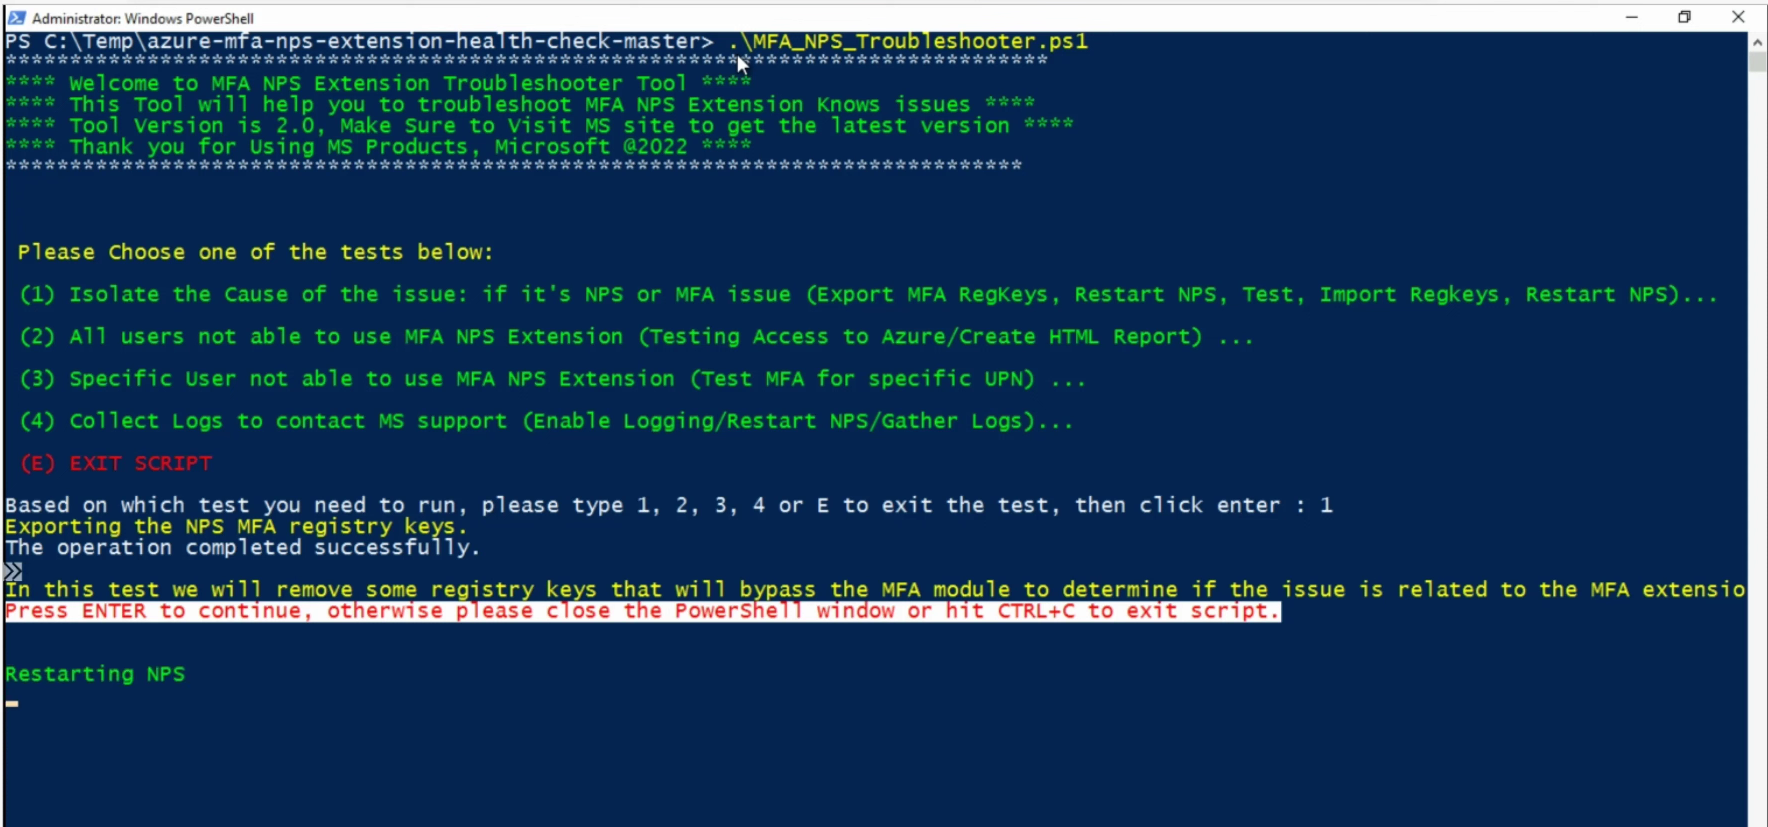 Administrator: Windows PowerShell
PS C:\Temp\azure-mfa-nps-extension-health-check-master> .\MFA_NPS_Troubleshooter.ps1
*********************************************************************************
**** Welcome to MFA NPS Extension Troubleshooter Tool ****
**** This Tool will help you to troubleshoot MFA NPS Extension Knows issues ****
**** Tool Version is 2.0, Make Sure to Visit MS site to get the latest version ****
**** Thank you for Using MS Products, Microsoft @2022 ****
*******************************************************************************
Please Choose one of the tests below:
(1) Isolate the Cause of the issue: if it's NPS or MFA issue (Export MFA RegKeys, Restart NPS, Test, Import Regkeys, Restart NPS)...
(2) All users not able to use MFA NPS Extension (Testing Access to Azure/Create HTML Report) ...
(3) Specific User not able to use MFA NPS Extension (Test MFA for specific UPN) ...
(4) Collect Logs to contact MS support (Enable Logging/Restart NPS/Gather Logs)...
(E) EXIT SCRIPT
Based on which test you need to run, please type 1, 2, 3, 4 or E to exit the test, then click enter : 1
Exporting the NPS MFA registry keys.
The operation completed successfully.
In this test we will remove some registry keys that will bypass the MFA module to determine if the issue is related to the MFA extensio
Press ENTER to continue, otherwise please close the PowerShell window or hit CTRL+C to exit script.
Restarting NPS